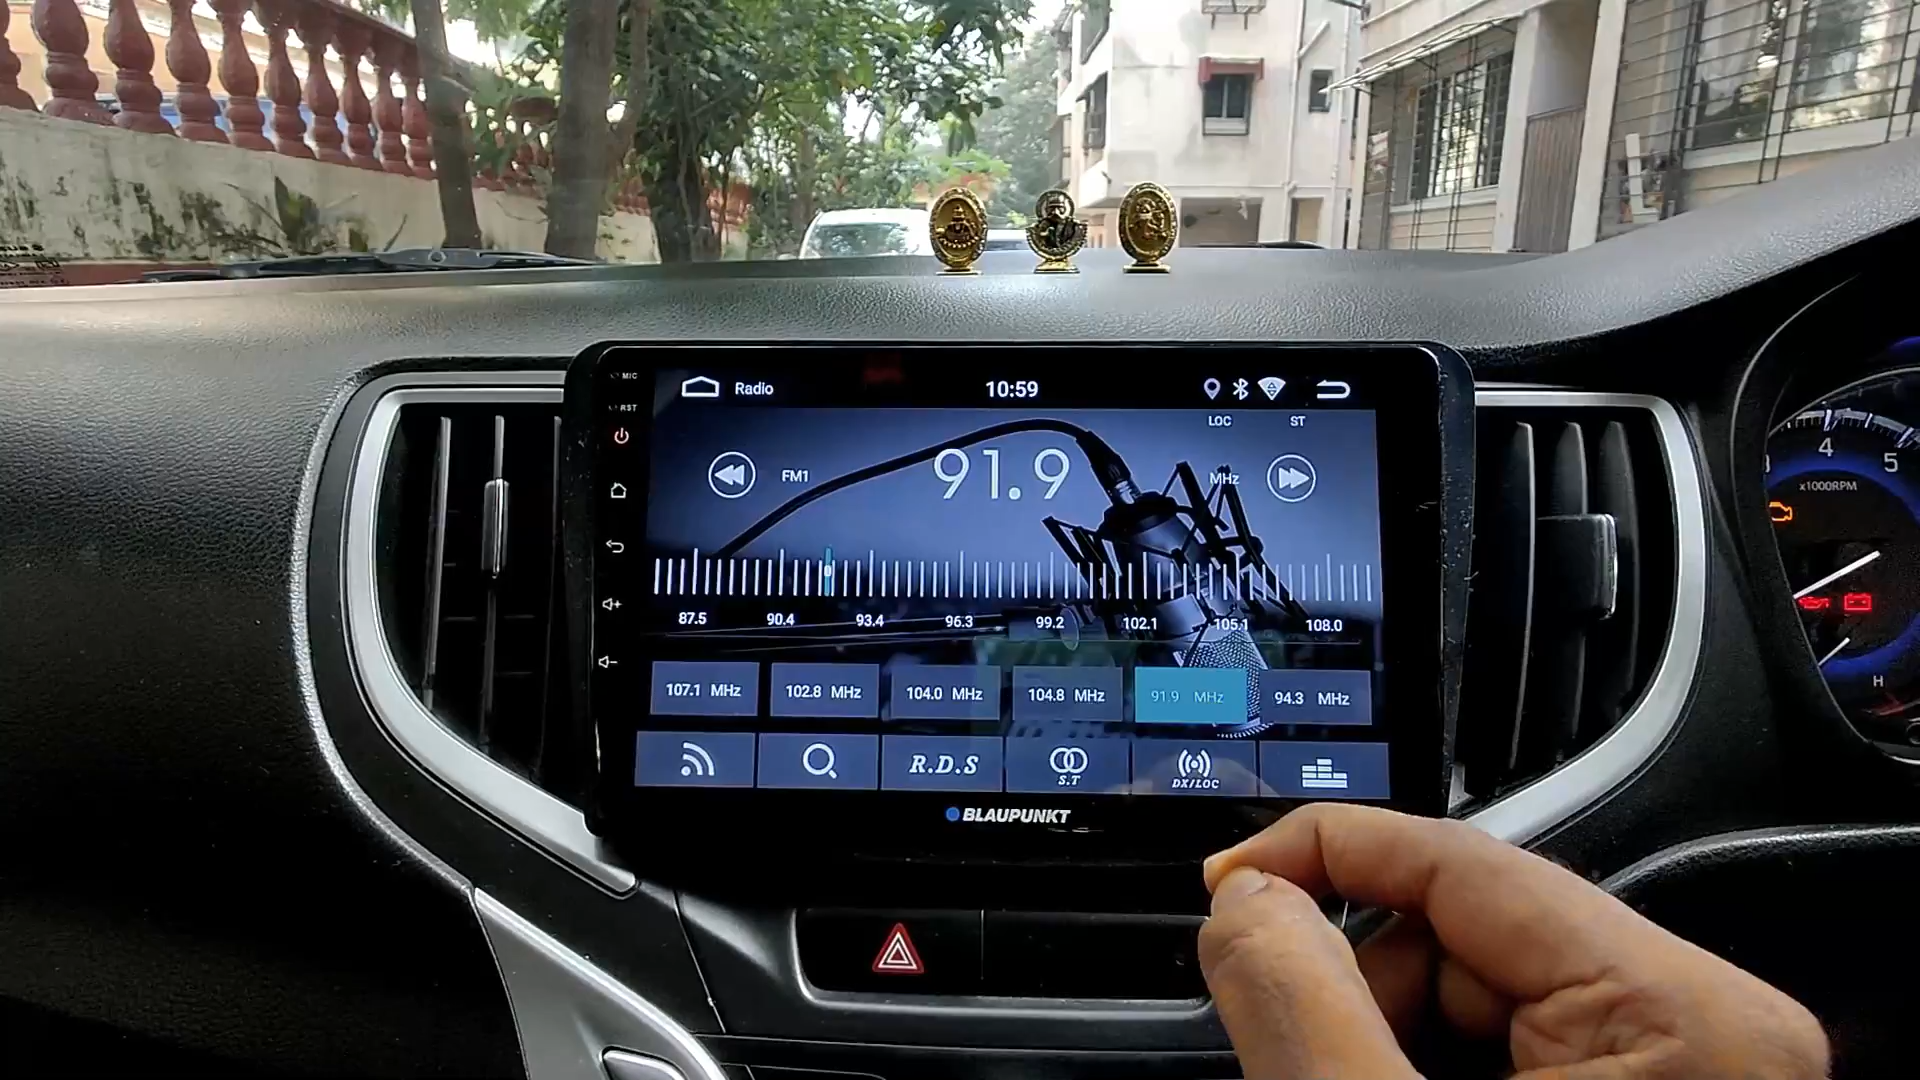 MIC
Radio
10:59
RST
LOC
ST
FM1
91.9
MHz
87.5
90.4
93.4
96.3
99.2
102.1
105.1
108.0
107.1 MHz
102.8 MHz
104.0 MHz
104.8 MHz
91.9 MHz
94.3 MHz
R.D.S
S.T
DX/LOC
BLAUPUNKT
4
5
x1000RPM
H